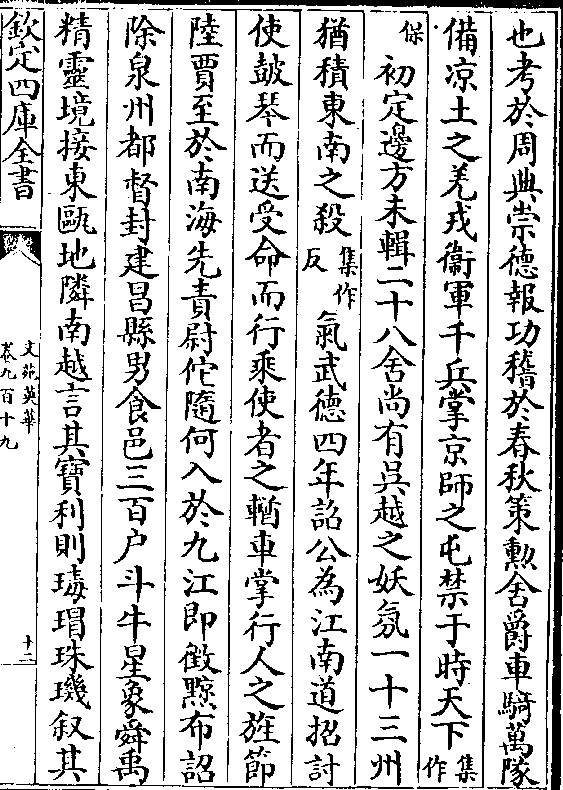 也考於周典崇德報功稽於春秋策勲舍爵車騎萬隊
備凉土之羌戎衞軍千兵掌京師之屯禁于時天下集作
保初定邊方未輯二十八舍尚有吳越之妖氛一十三州
猶積東南之殺集作反氣武德四年詔公為江南道招討
使鼓琴而送受命而行乘使者之輶車掌行人之旌節
陸賈至於南海先責尉佗隨何入於九江即徴黥布詔
除泉州都督封建昌縣男食邑三百户斗牛星象舜禹
精靈境接東甌地隣南越言其寶利則瑇瑁珠璣叙其
欽定四庫全書
文苑英華
卷九百十九
十二